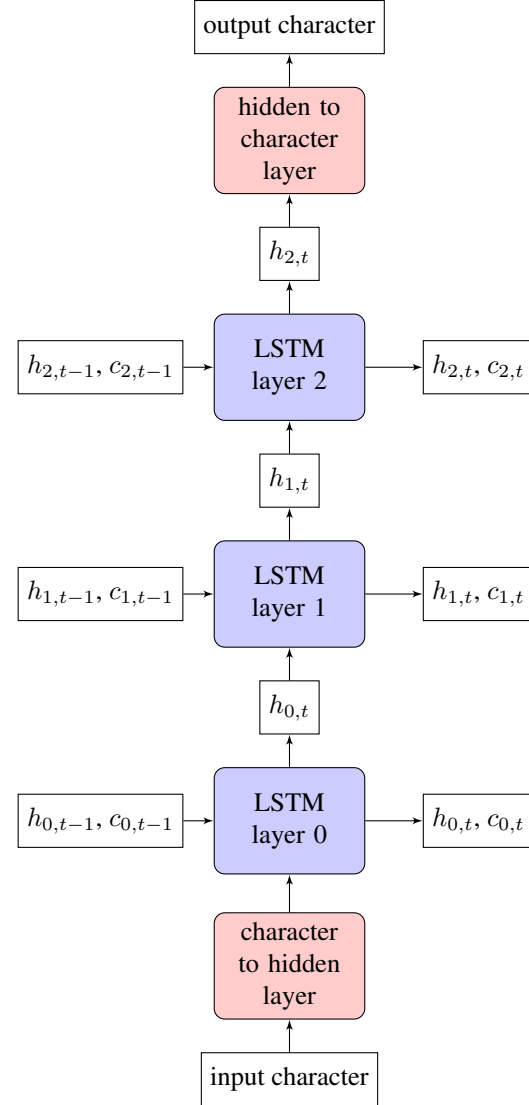 output character
hidden to
character
layer
h_{2,t}
h_{2,t−1}, c_{2,t−1}
LSTM
layer 2
h_{2,t}, c_{2,t}
h_{1,t}
h_{1,t−1}, c_{1,t−1}
LSTM
layer 1
h_{1,t}, c_{1,t}
h_{0,t}
h_{0,t−1}, c_{0,t−1}
LSTM
layer 0
h_{0,t}, c_{0,t}
character
to hidden
layer
input character